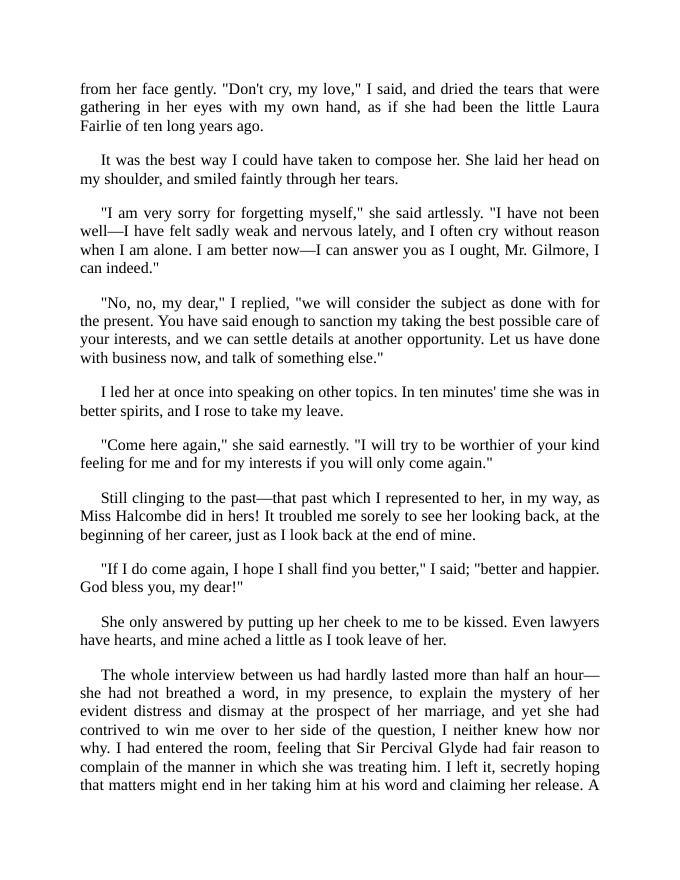 from her face gently. "Don't cry, my love," I said, and dried the tears that were
gathering in her eyes with my own hand, as if she had been the little Laura
Fairlie of ten long years ago.
It was the best way I could have taken to compose her. She laid her head on
my shoulder, and smiled faintly through her tears.
"I am very sorry for forgetting myself," she said artlessly. "I have not been
well—I have felt sadly weak and nervous lately, and I often cry without reason
when I am alone. I am better now—I can answer you as I ought, Mr. Gilmore, I
can indeed."
"No, no, my dear," I replied, "we will consider the subject as done with for
the present. You have said enough to sanction my taking the best possible care of
your interests, and we can settle details at another opportunity. Let us have done
with business now, and talk of something else."
I led her at once into speaking on other topics. In ten minutes' time she was in
better spirits, and I rose to take my leave.
"Come here again," she said earnestly. "I will try to be worthier of your kind
feeling for me and for my interests if you will only come again."
Still clinging to the past—that past which I represented to her, in my way, as
Miss Halcombe did in hers! It troubled me sorely to see her looking back, at the
beginning of her career, just as I look back at the end of mine.
"If I do come again, I hope I shall find you better," I said; "better and happier.
God bless you, my dear!"
She only answered by putting up her cheek to me to be kissed. Even lawyers
have hearts, and mine ached a little as I took leave of her.
The whole interview between us had hardly lasted more than half an hour—
she had not breathed a word, in my presence, to explain the mystery of her
evident distress and dismay at the prospect of her marriage, and yet she had
contrived to win me over to her side of the question, I neither knew how nor
why. I had entered the room, feeling that Sir Percival Glyde had fair reason to
complain of the manner in which she was treating him. I left it, secretly hoping
that matters might end in her taking him at his word and claiming her release. A